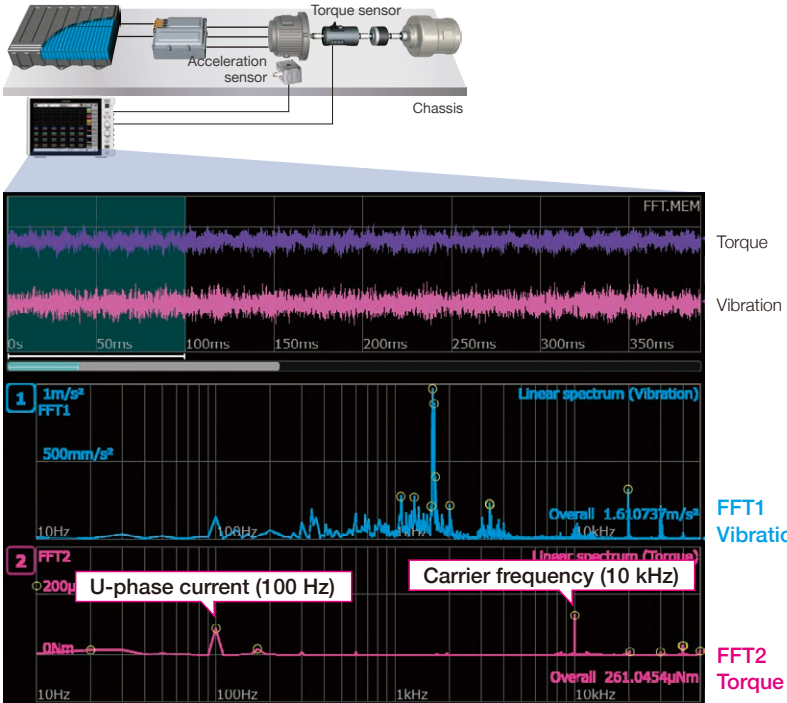 Torque sensor
Acceleration
sensor
Chassis
FFT.MEM
Torque
Vibration
0s 50ms 100ms 150ms 200ms 250ms 300ms 350ms
1 1m/s² Linear spectrum (Vibration)
FFT1
500mm/s²
Overall 1.610737m/s²
10Hz 100Hz 1kHz 10kHz
FFT1
Vibratio
2 FFT2 Linear spectrum (Torque)
200µ
U-phase current (100 Hz)
Carrier frequency (10 kHz)
0Nm
Overall 261.0454µNm
10Hz 100Hz 1kHz 10kHz
FFT2
Torque